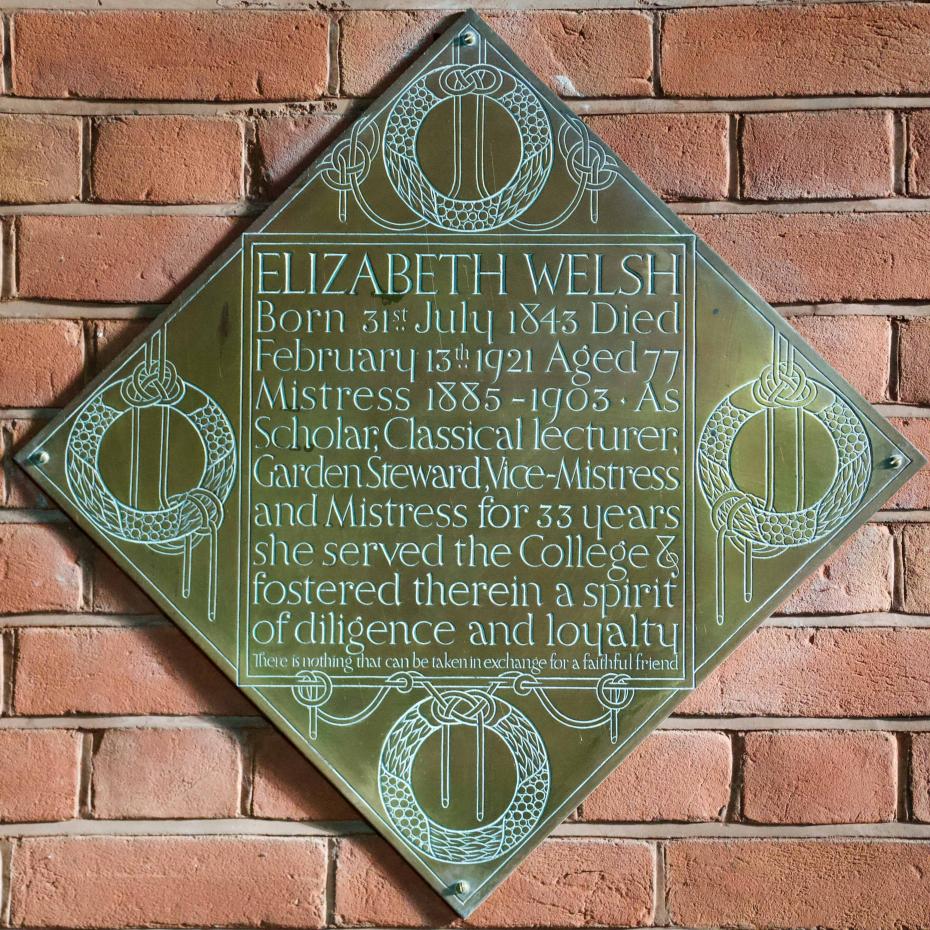 ELIZABETH WELSH
Born 31st July 1843 Died
February 13th 1921 Aged 77
Mistress 1885-1903 · As
Scholar, Classical lecturer,
Garden Steward, Vice-Mistress
and Mistress for 33 years
she served the College &
fostered therein a spirit
of diligence and loyalty
There is nothing that can be taken in exchange for a faithful friend